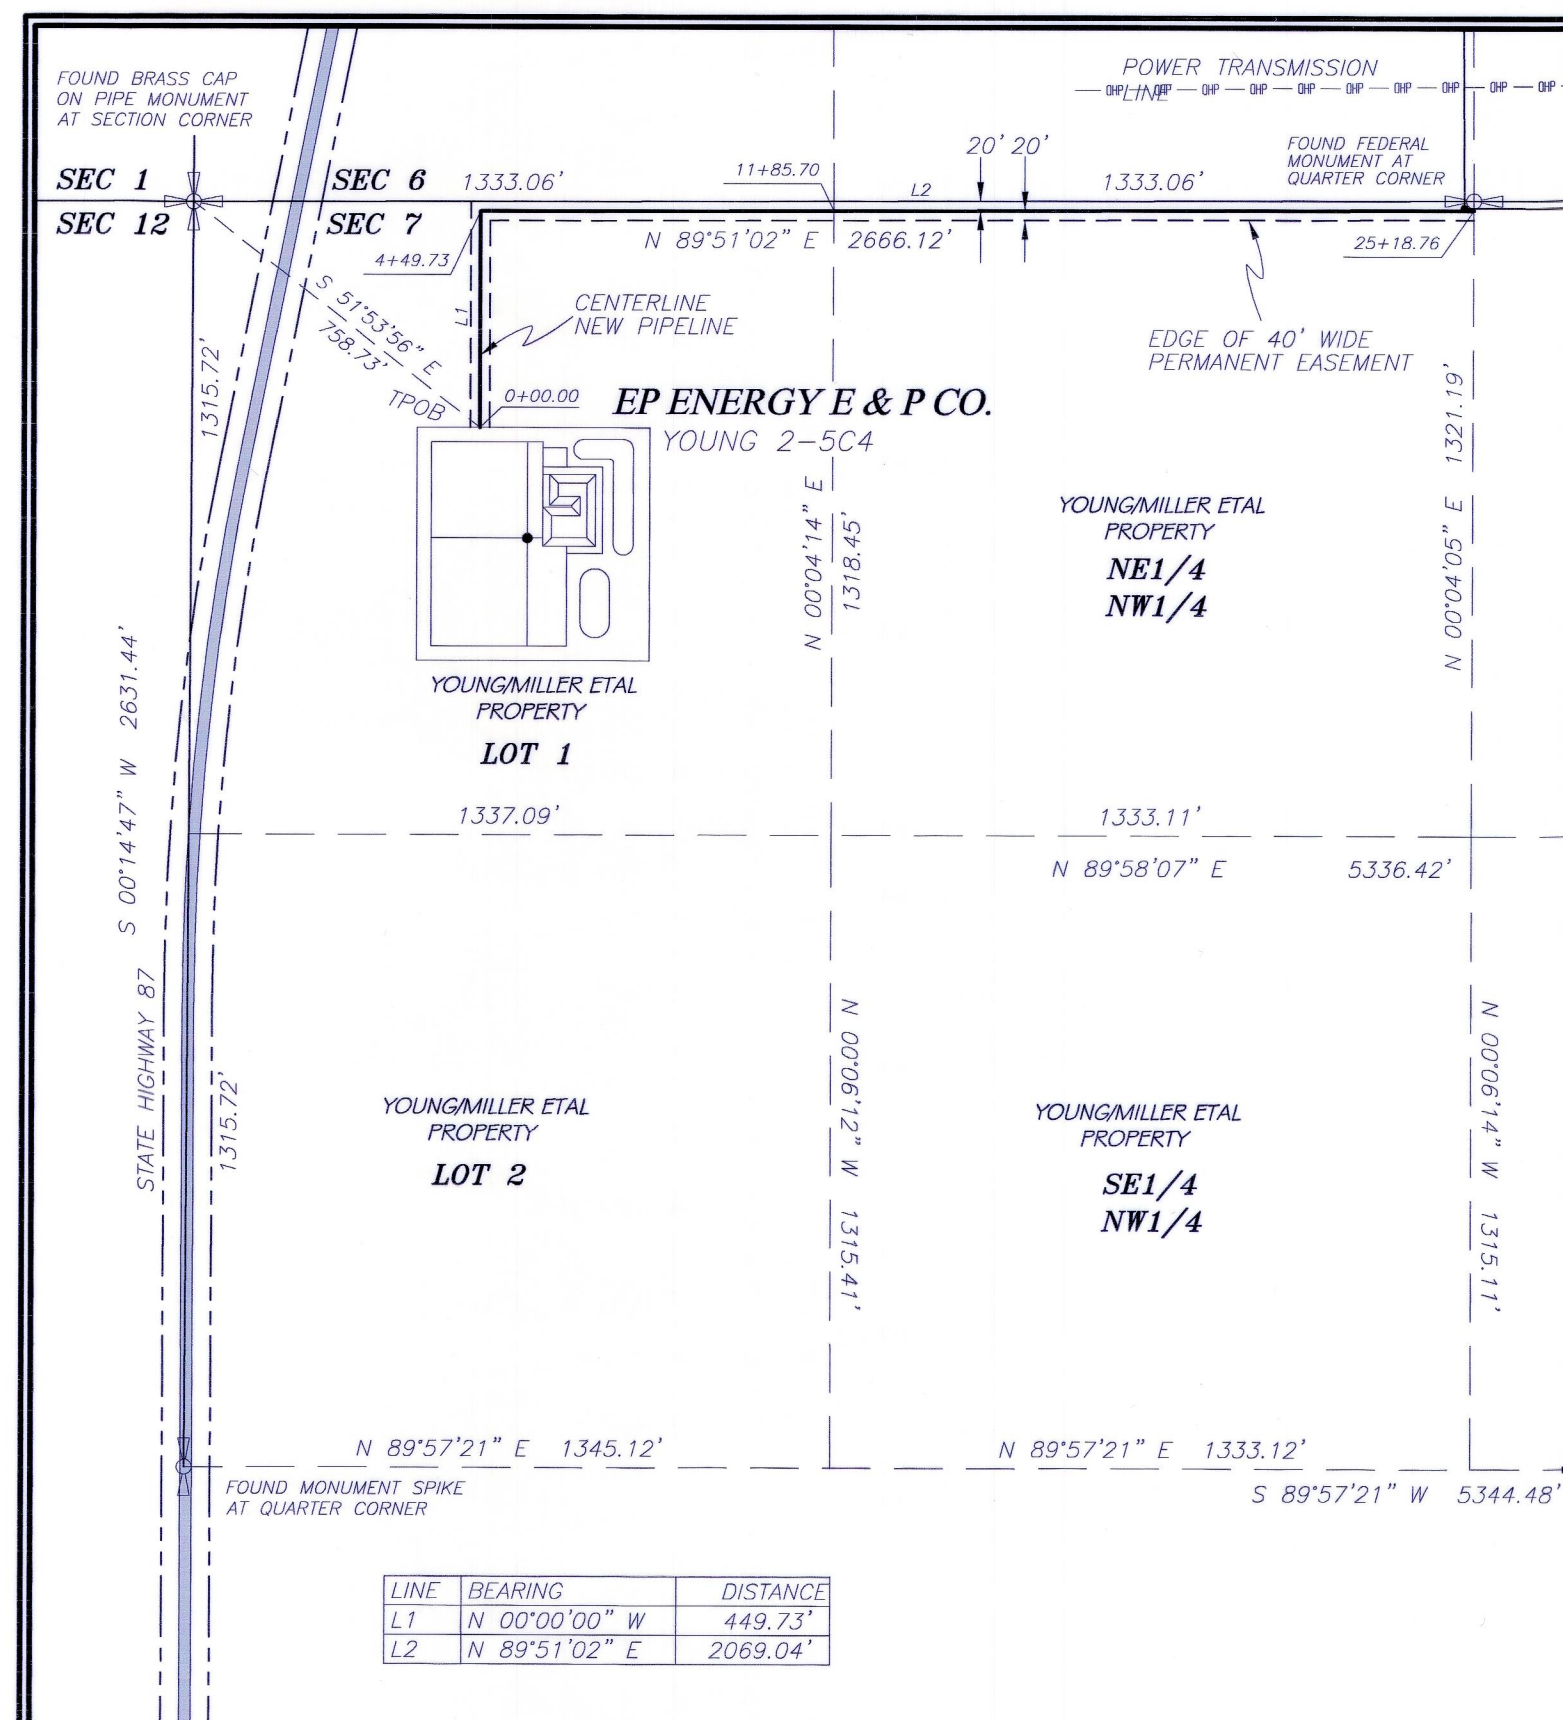 FOUND BRASS CAP
ON PIPE MONUMENT
AT SECTION CORNER
POWER TRANSMISSION
LINE
OHP OHP OHP OHP OHP OHP OHP OHP OHP OHP
FOUND FEDERAL
MONUMENT AT
QUARTER CORNER
SEC 1
SEC 12
SEC 6
SEC 7
1333.06'
11+85.70
L2
20' 20'
1333.06'
N 89°51'02" E 2666.12'
25+18.76
4+49.73
S 51°53'56" E
758.73'
TPOB
L1
CENTERLINE
NEW PIPELINE
EDGE OF 40' WIDE
PERMANENT EASEMENT
1315.72'
0+00.00
EP ENERGY E & P CO.
YOUNG 2-5C4
N 00°04'14" E
1318.45'
YOUNG/MILLER ETAL
PROPERTY
NE1/4
NW1/4
N 00°04'05" E 1321.19'
YOUNG/MILLER ETAL
PROPERTY
LOT 1
S 00°14'47" W 2631.44'
1337.09'
1333.11'
N 89°58'07" E 5336.42'
STATE HIGHWAY 87
1315.72'
YOUNG/MILLER ETAL
PROPERTY
LOT 2
N 00°06'12" W 1315.41'
YOUNG/MILLER ETAL
PROPERTY
SE1/4
NW1/4
N 00°06'14" W 1315.11'
N 89°57'21" E 1345.12'
N 89°57'21" E 1333.12'
FOUND MONUMENT SPIKE
AT QUARTER CORNER
S 89°57'21" W 5344.48'
LINE BEARING DISTANCE
L1 N 00°00'00" W 449.73'
L2 N 89°51'02" E 2069.04'